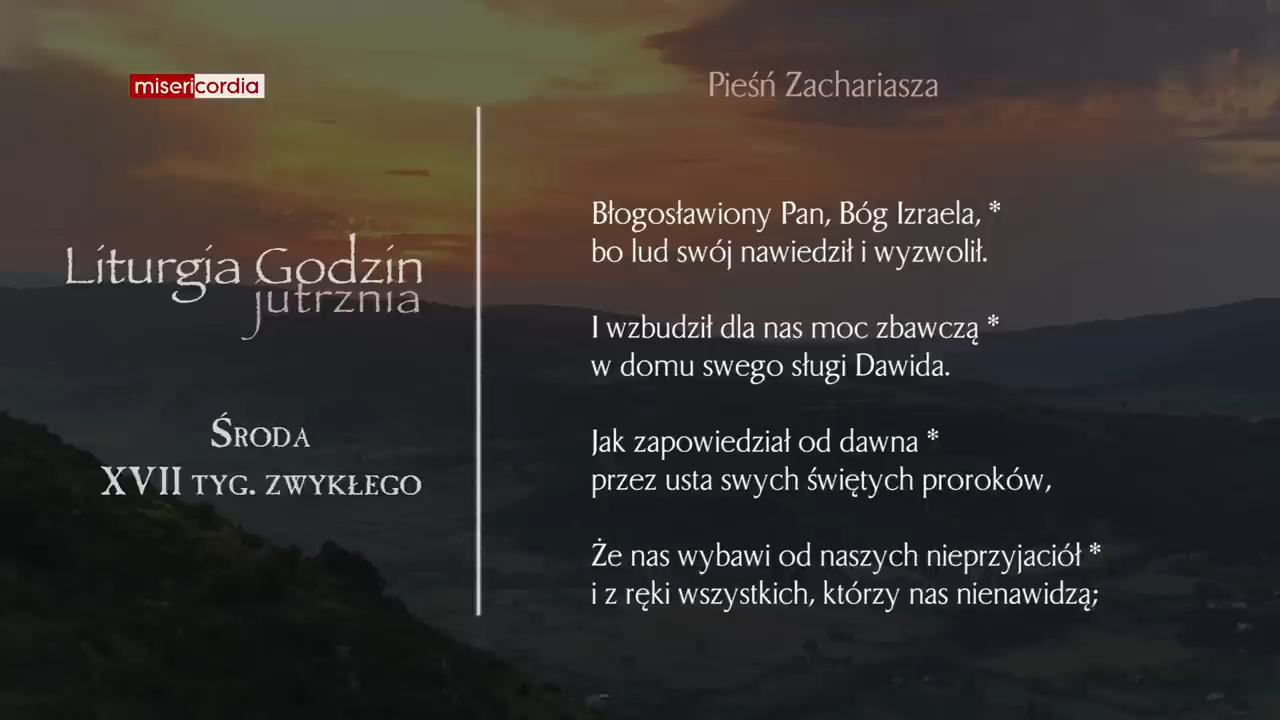 misericordia
Liturgia Godzin
jutrznia
Środa
XVII tyg. zwykłego
Pieśń Zachariasza
Błogosławiony Pan, Bóg Izraela, *
bo lud swój nawiedził i wyzwolił.
I wzbudził dla nas moc zbawczą *
w domu swego sługi Dawida.
Jak zapowiedział od dawna *
przez usta swych świętych proroków,
Że nas wybawi od naszych nieprzyjaciół *
i z ręki wszystkich, którzy nas nienawidzą;